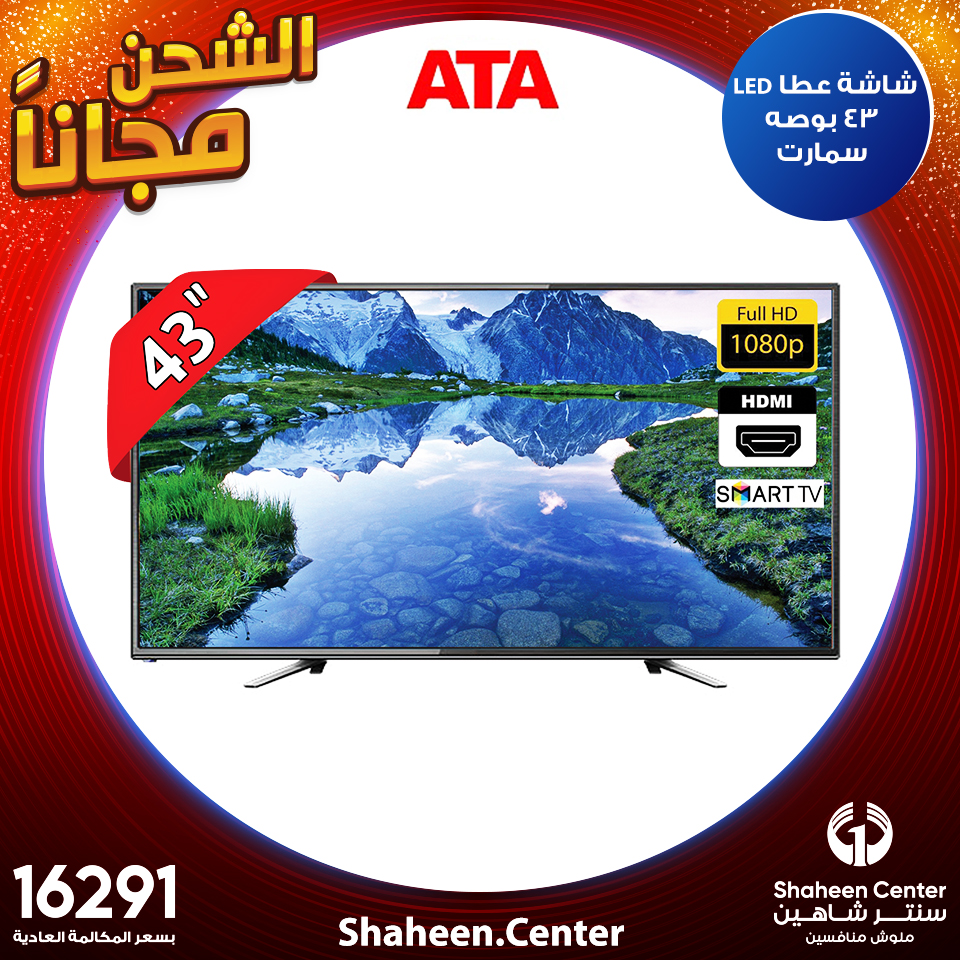 الشحن
مجاناً
ATA
شاشة عطا LED
٤٣ بوصه
سمارت
43"
Full HD
1080p
HDMI
SMART TV
16291
بسعر المكالمة العادية
Shaheen.Center
1
Shaheen Center
سنتر شاهين
ملوش منافسين